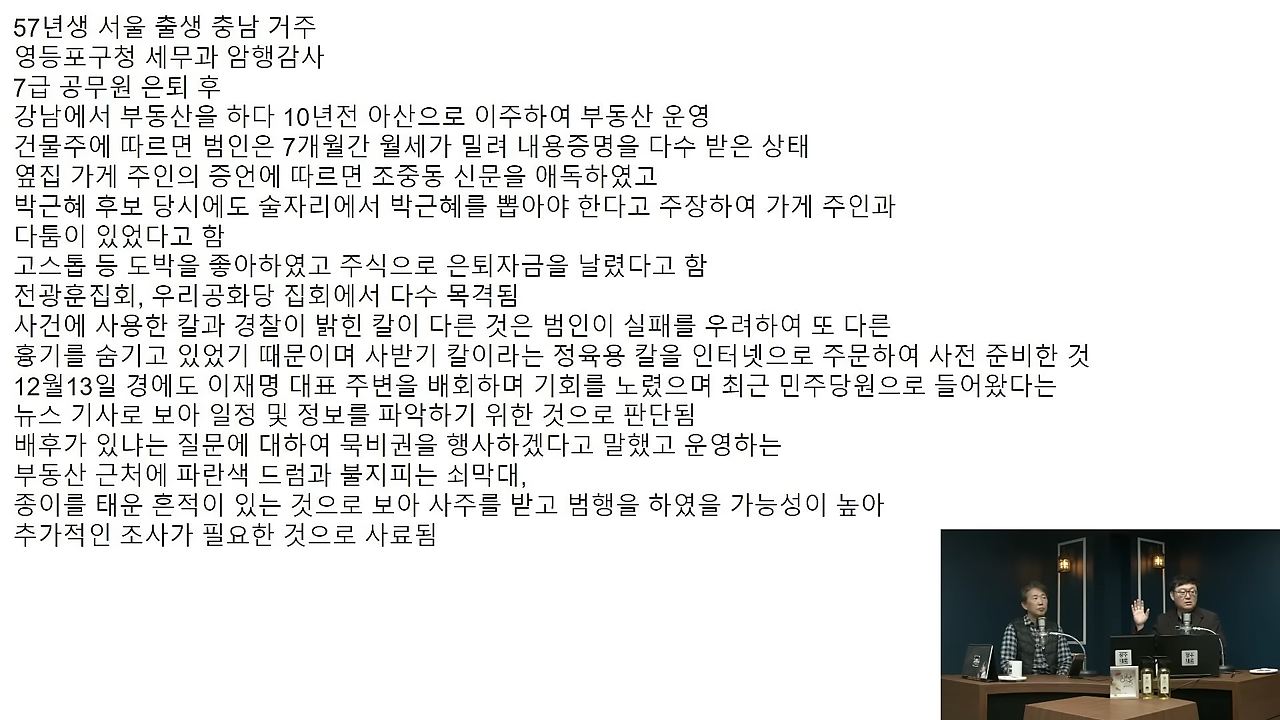 57년생 서울 출생 충남 거주
영등포구청 세무과 암행감사
7급 공무원 은퇴 후
강남에서 부동산을 하다 10년전 아산으로 이주하여 부동산 운영
건물주에 따르면 범인은 7개월간 월세가 밀려 내용증명을 다수 받은 상태
옆집 가게 주인의 증언에 따르면 조중동 신문을 애독하였고
박근혜 후보 당시에도 술자리에서 박근혜를 뽑아야 한다고 주장하여 가게 주인과
다툼이 있었다고 함
고스톱 등 도박을 좋아하였고 주식으로 은퇴자금을 날렸다고 함
전광훈집회, 우리공화당 집회에서 다수 목격됨
사건에 사용한 칼과 경찰이 밝힌 칼이 다른 것은 범인이 실패를 우려하여 또 다른
흉기를 숨기고 있었기 때문이며 사받기 칼이라는 정육용 칼을 인터넷으로 주문하여 사전 준비한 것
12월13일 경에도 이재명 대표 주변을 배회하며 기회를 노렸으며 최근 민주당원으로 들어왔다는
뉴스 기사로 보아 일정 및 정보를 파악하기 위한 것으로 판단됨
배후가 있냐는 질문에 대하여 묵비권을 행사하겠다고 말했고 운영하는
부동산 근처에 파란색 드럼과 불지피는 쇠막대,
종이를 태운 흔적이 있는 것으로 보아 사주를 받고 범행을 하였을 가능성이 높아
추가적인 조사가 필요한 것으로 사료됨